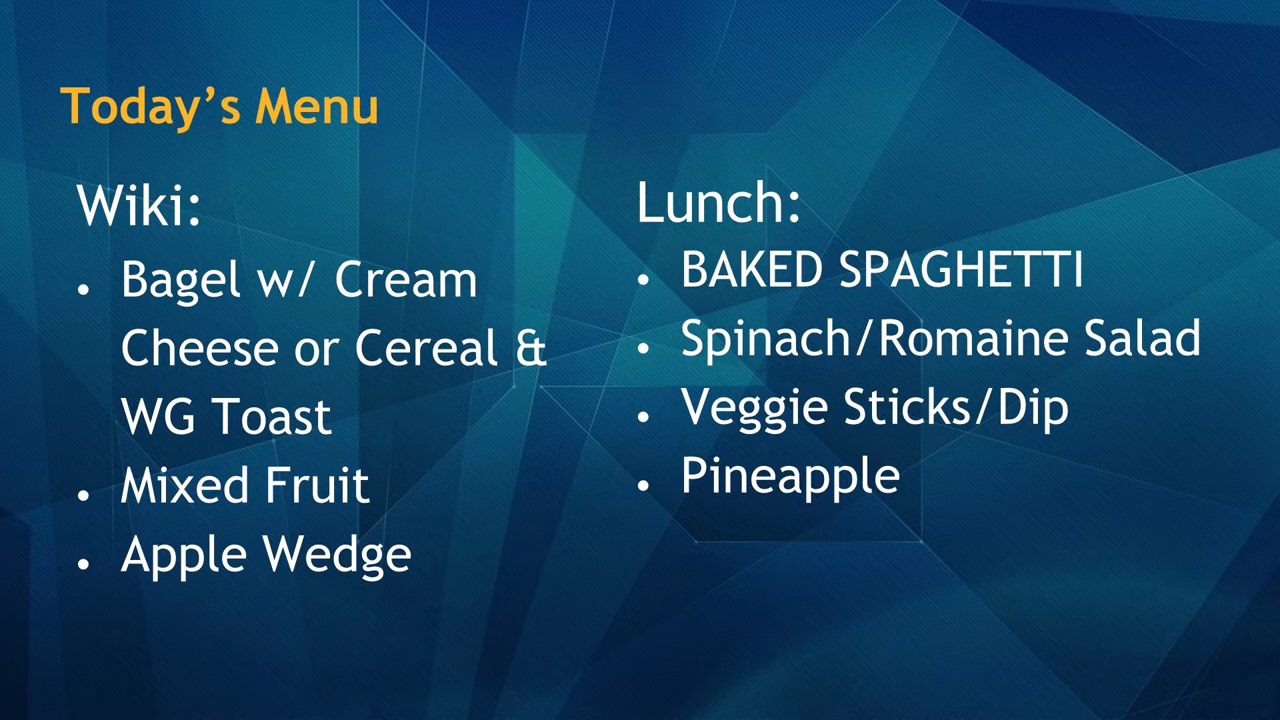 Today’s Menu
Wiki:
Bagel w/ Cream
Cheese or Cereal &
WG Toast
Mixed Fruit
Apple Wedge
Lunch:
BAKED SPAGHETTI
Spinach/Romaine Salad
Veggie Sticks/Dip
Pineapple